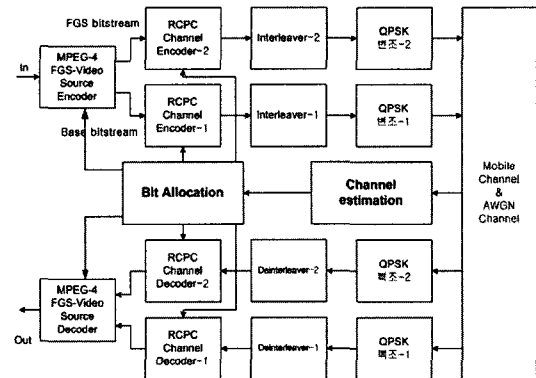 FGS bitstream
RCPC
Channel
Encoder-2
Interleaver-2
QPSK
변조-2
In
MPEG-4
FGS-Video
Source
Encoder
RCPC
Channel
Encoder-1
Interleaver-1
QPSK
변조-1
Base bitstream
Bit Allocation
Channel
estimation
Mobile
Channel
&
AWGN
Channel
RCPC
Channel
Decoder-2
Deinterleaver-2
QPSK
복조-2
MPEG-4
FGS-Video
Source
Decoder
Out
RCPC
Channel
Decoder-1
Deinterleaver-1
QPSK
복조-1